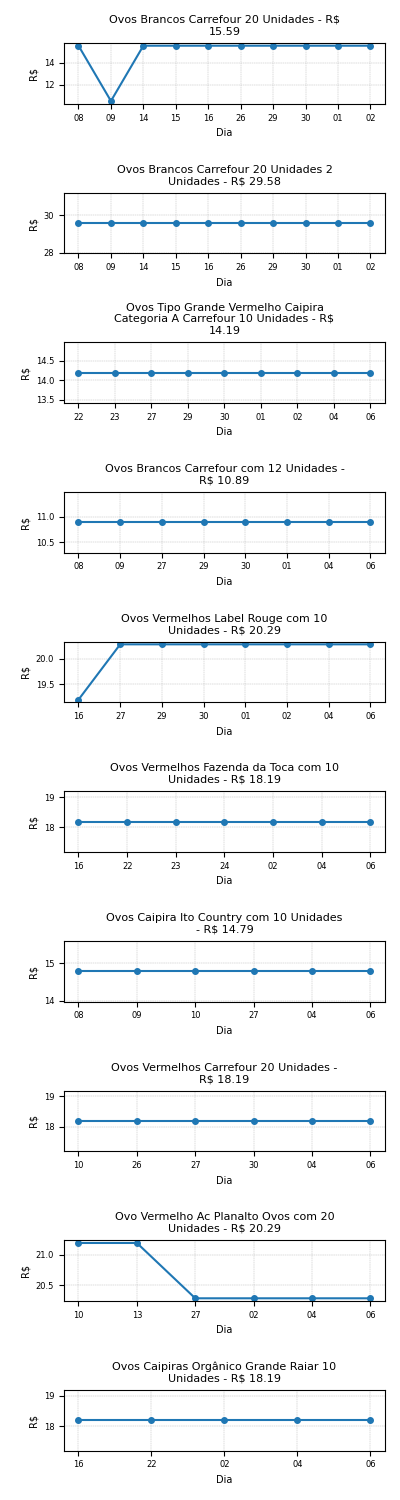 Ovos Brancos Carrefour 20 Unidades - R$
15.59
14
12
R$
08 09 14 15 16 26 29 30 01 02
Dia
Ovos Brancos Carrefour 20 Unidades 2
Unidades - R$ 29.58
30
28
R$
08 09 14 15 16 26 29 30 01 02
Dia
Ovos Tipo Grande Vermelho Caipira
Categoria A Carrefour 10 Unidades - R$
14.19
14.5
14.0
13.5
R$
22 23 27 29 30 01 02 04 06
Dia
Ovos Brancos Carrefour com 12 Unidades -
R$ 10.89
11.0
10.5
R$
08 09 27 29 30 01 04 06
Dia
Ovos Vermelhos Label Rouge com 10
Unidades - R$ 20.29
20.0
19.5
R$
16 27 29 30 01 02 04 06
Dia
Ovos Vermelhos Fazenda da Toca com 10
Unidades - R$ 18.19
19
18
R$
16 22 23 24 02 04 06
Dia
Ovos Caipira Ito Country com 10 Unidades
- R$ 14.79
15
14
R$
08 09 10 27 04 06
Dia
Ovos Vermelhos Carrefour 20 Unidades -
R$ 18.19
19
18
R$
10 26 27 30 04 06
Dia
Ovo Vermelho Ac Planalto Ovos com 20
Unidades - R$ 20.29
21.0
20.5
R$
10 13 27 02 04 06
Dia
Ovos Caipiras Orgânico Grande Raiar 10
Unidades - R$ 18.19
19
18
R$
16 22 02 04 06
Dia